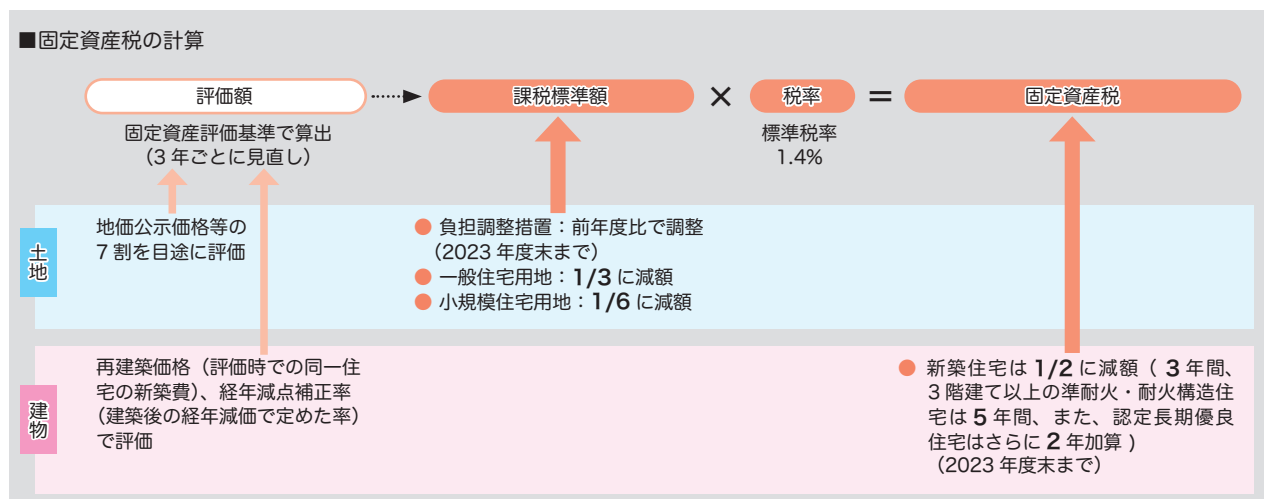 ■固定資産税の計算
評価額
課税標準額
×
税率
=
固定資産税
固定資産評価基準で算出
（3 年ごとに見直し）
標準税率
1.4%
土地
地価公示価格等の
7 割を目途に評価
● 負担調整措置：前年度比で調整
（2023 年度末まで）
● 一般住宅用地：1/3 に減額
● 小規模住宅用地：1/6 に減額
建物
再建築価格（評価時での同一住
宅の新築費）、経年減点補正率
（建築後の経年減価で定めた率）
で評価
● 新築住宅は 1/2 に減額（ 3 年間、
3 階建て以上の準耐火・耐火構造住
宅は 5 年間、また、認定長期優良
住宅はさらに 2 年加算 )
（2023 年度末まで）